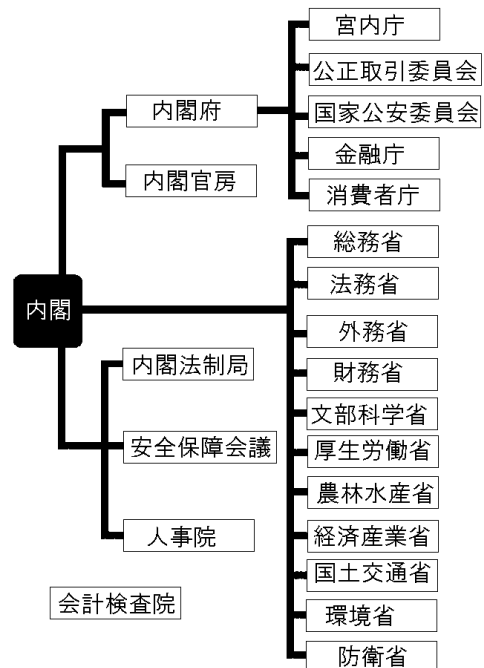 宮内庁
公正取引委員会
内閣府
国家公安委員会
金融庁
内閣官房
消費者庁
総務省
法務省
内閣
外務省
内閣法制局
財務省
文部科学省
安全保障会議
厚生労働省
農林水産省
人事院
経済産業省
国土交通省
会計検査院
環境省
防衛省